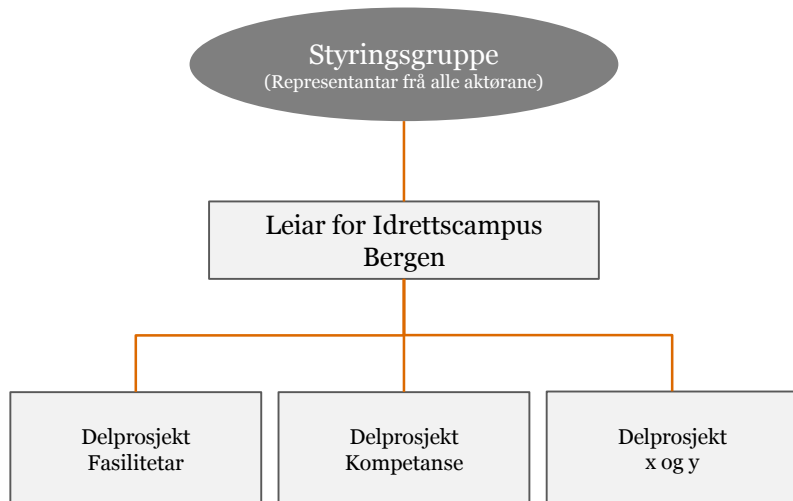 Styringsgruppe
(Representantar frå alle aktørane)
Leiar for Idrettscampus
Bergen
Delprosjekt
Fasilitetar
Delprosjekt
Kompetanse
Delprosjekt
x og y